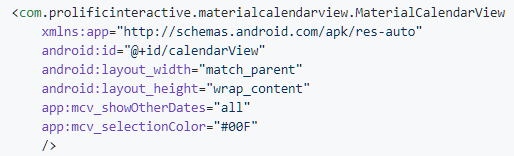 <com.prolificinteractive.materialcalendarview.MaterialCalendarView
xmlns:app="http://schemas.android.com/apk/res-auto"
android:id="@+id/calendarView"
android:layout_width="match_parent"
android:layout_height="wrap_content"
app:mcv_showOtherDates="all"
app:mcv_selectionColor="#00F"
/>